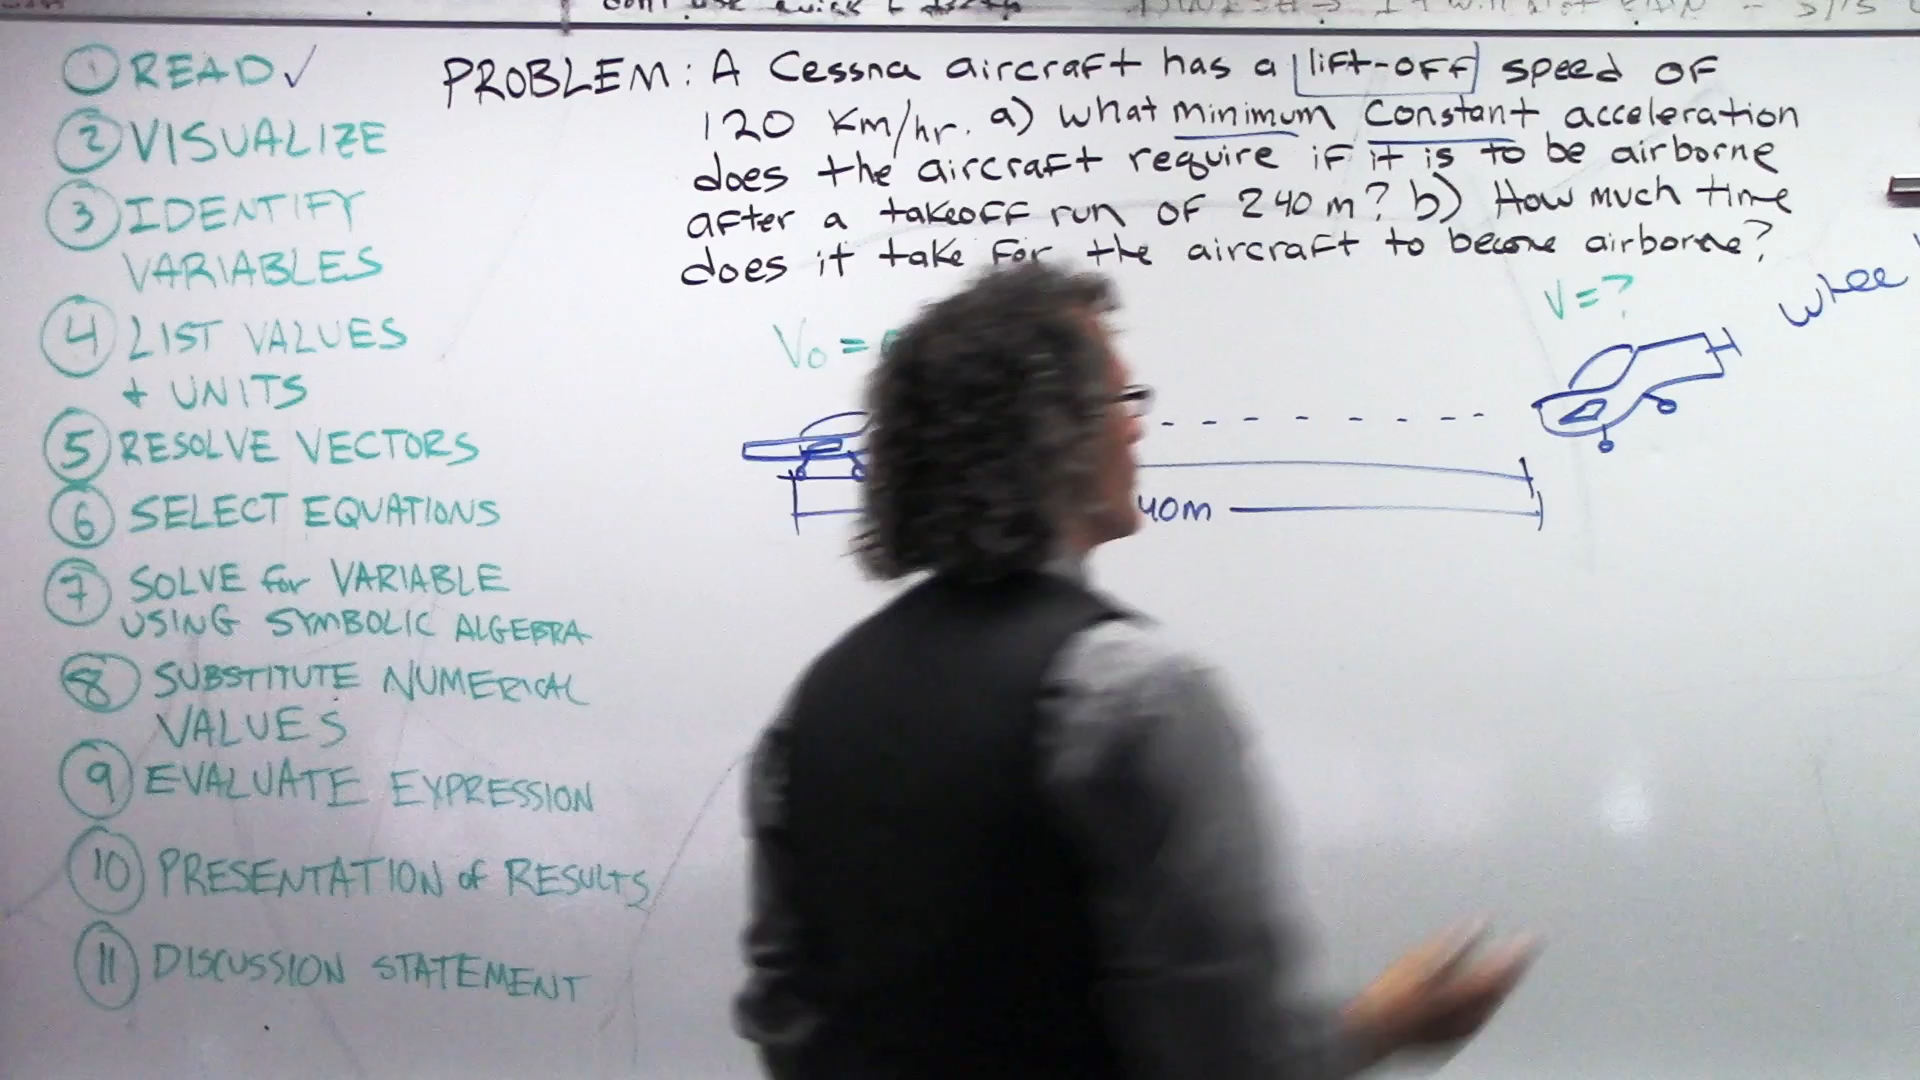 ① READ ✓
② VISUALIZE
③ IDENTIFY
VARIABLES
④ LIST VALUES
+ UNITS
⑤ RESOLVE VECTORS
⑥ SELECT EQUATIONS
⑦ SOLVE for VARIABLE
USING SYMBOLIC ALGEBRA
⑧ SUBSTITUTE NUMERICAL
VALUES
⑨ EVALUATE EXPRESSION
⑩ PRESENTATION of RESULTS
⑪ DISCUSSION STATEMENT
PROBLEM: A Cessna aircraft has a lift-off speed of
120 Km/hr. a) what minimum constant acceleration
does the aircraft require if it is to be airborne
after a takeoff run of 240 m? b) How much time
does it take for the aircraft to become airborne?
V₀ =
V = ?
whee
40m